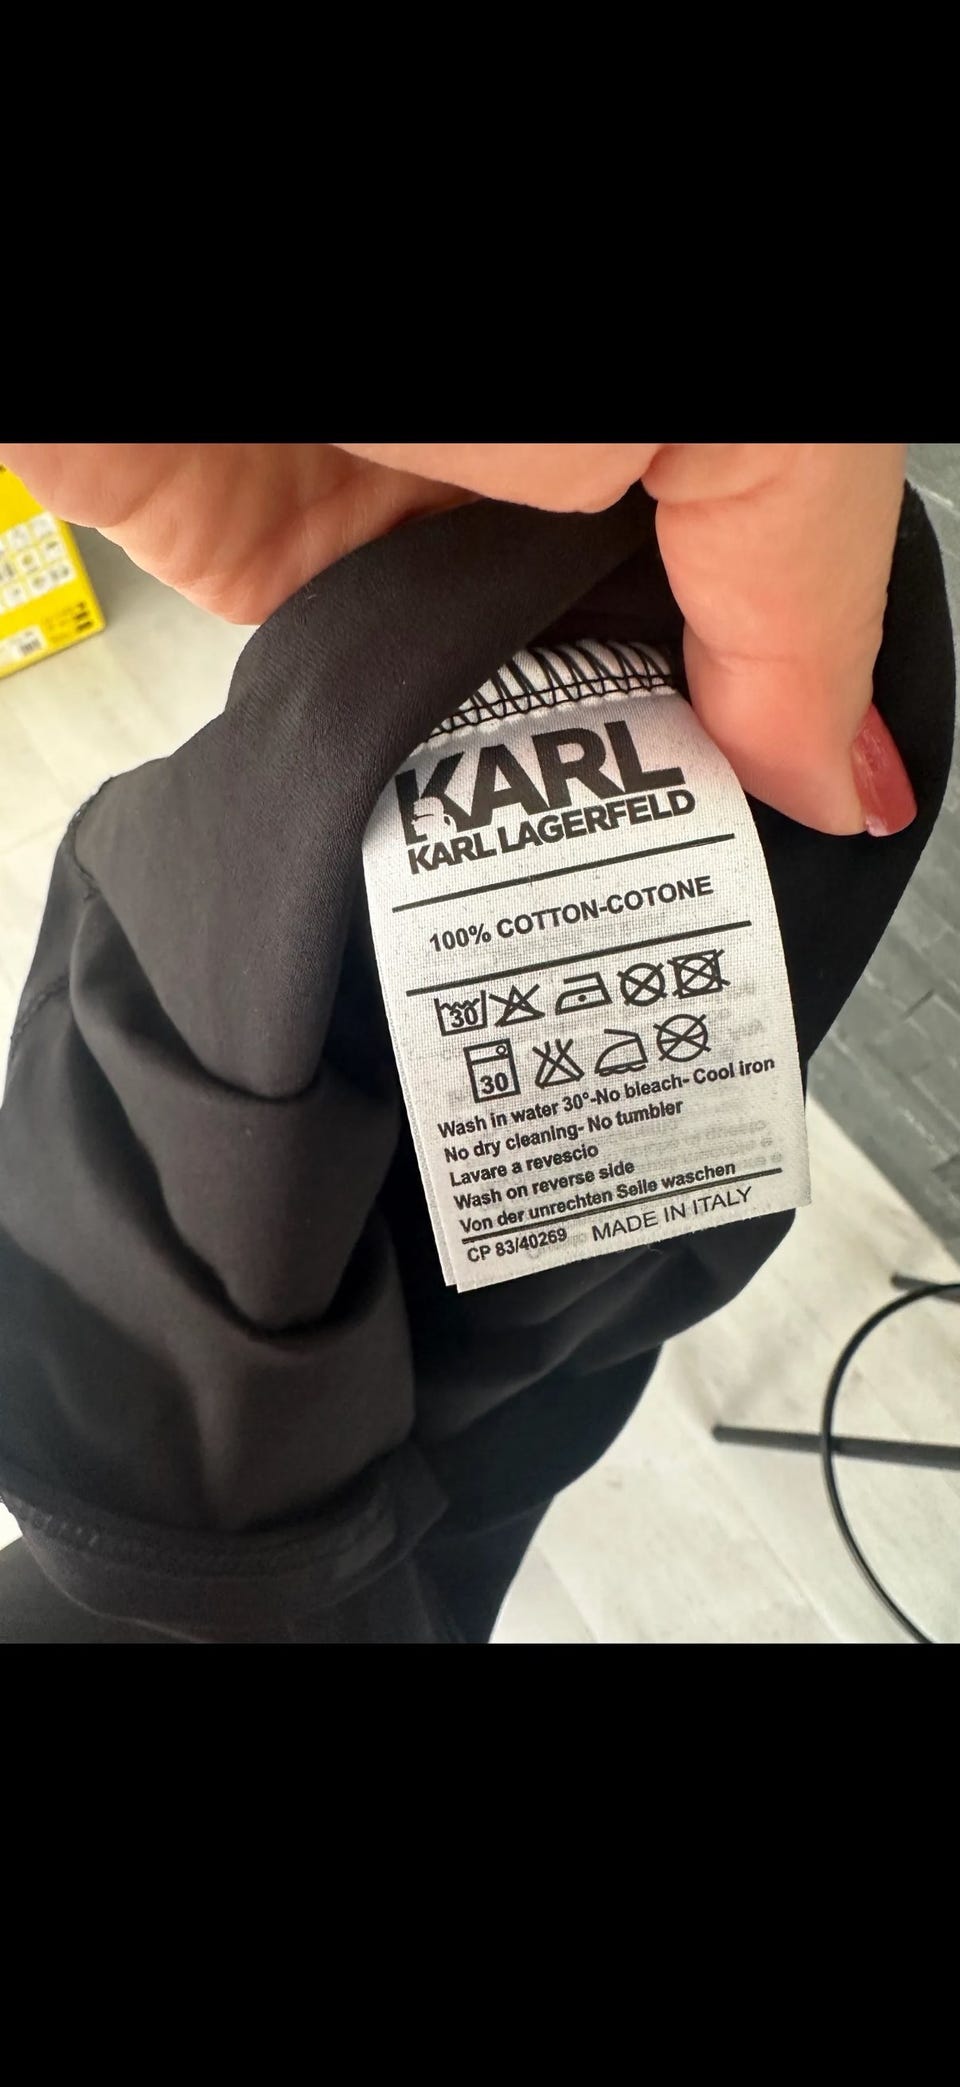 KARL
KARL LAGERFELD
100% COTTON-COTONE
30
30
Wash in water 30°-No bleach- Cool iron
No dry cleaning- No tumbler
Lavare a revescio
Wash on reverse side
Von der unrechten Seile waschen
CP 83/40269 MADE IN ITALY